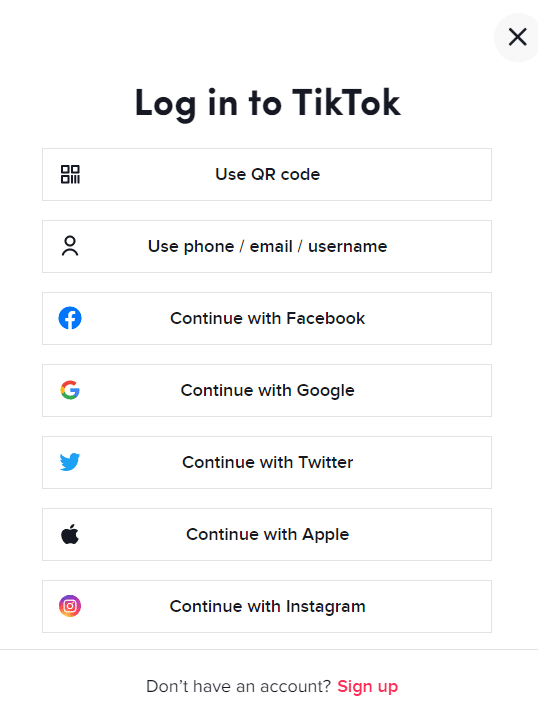 Log in to TikTok
Use QR code
Use phone / email / username
Continue with Facebook
Continue with Google
Continue with Twitter
Continue with Apple
Continue with Instagram
Don’t have an account? Sign up